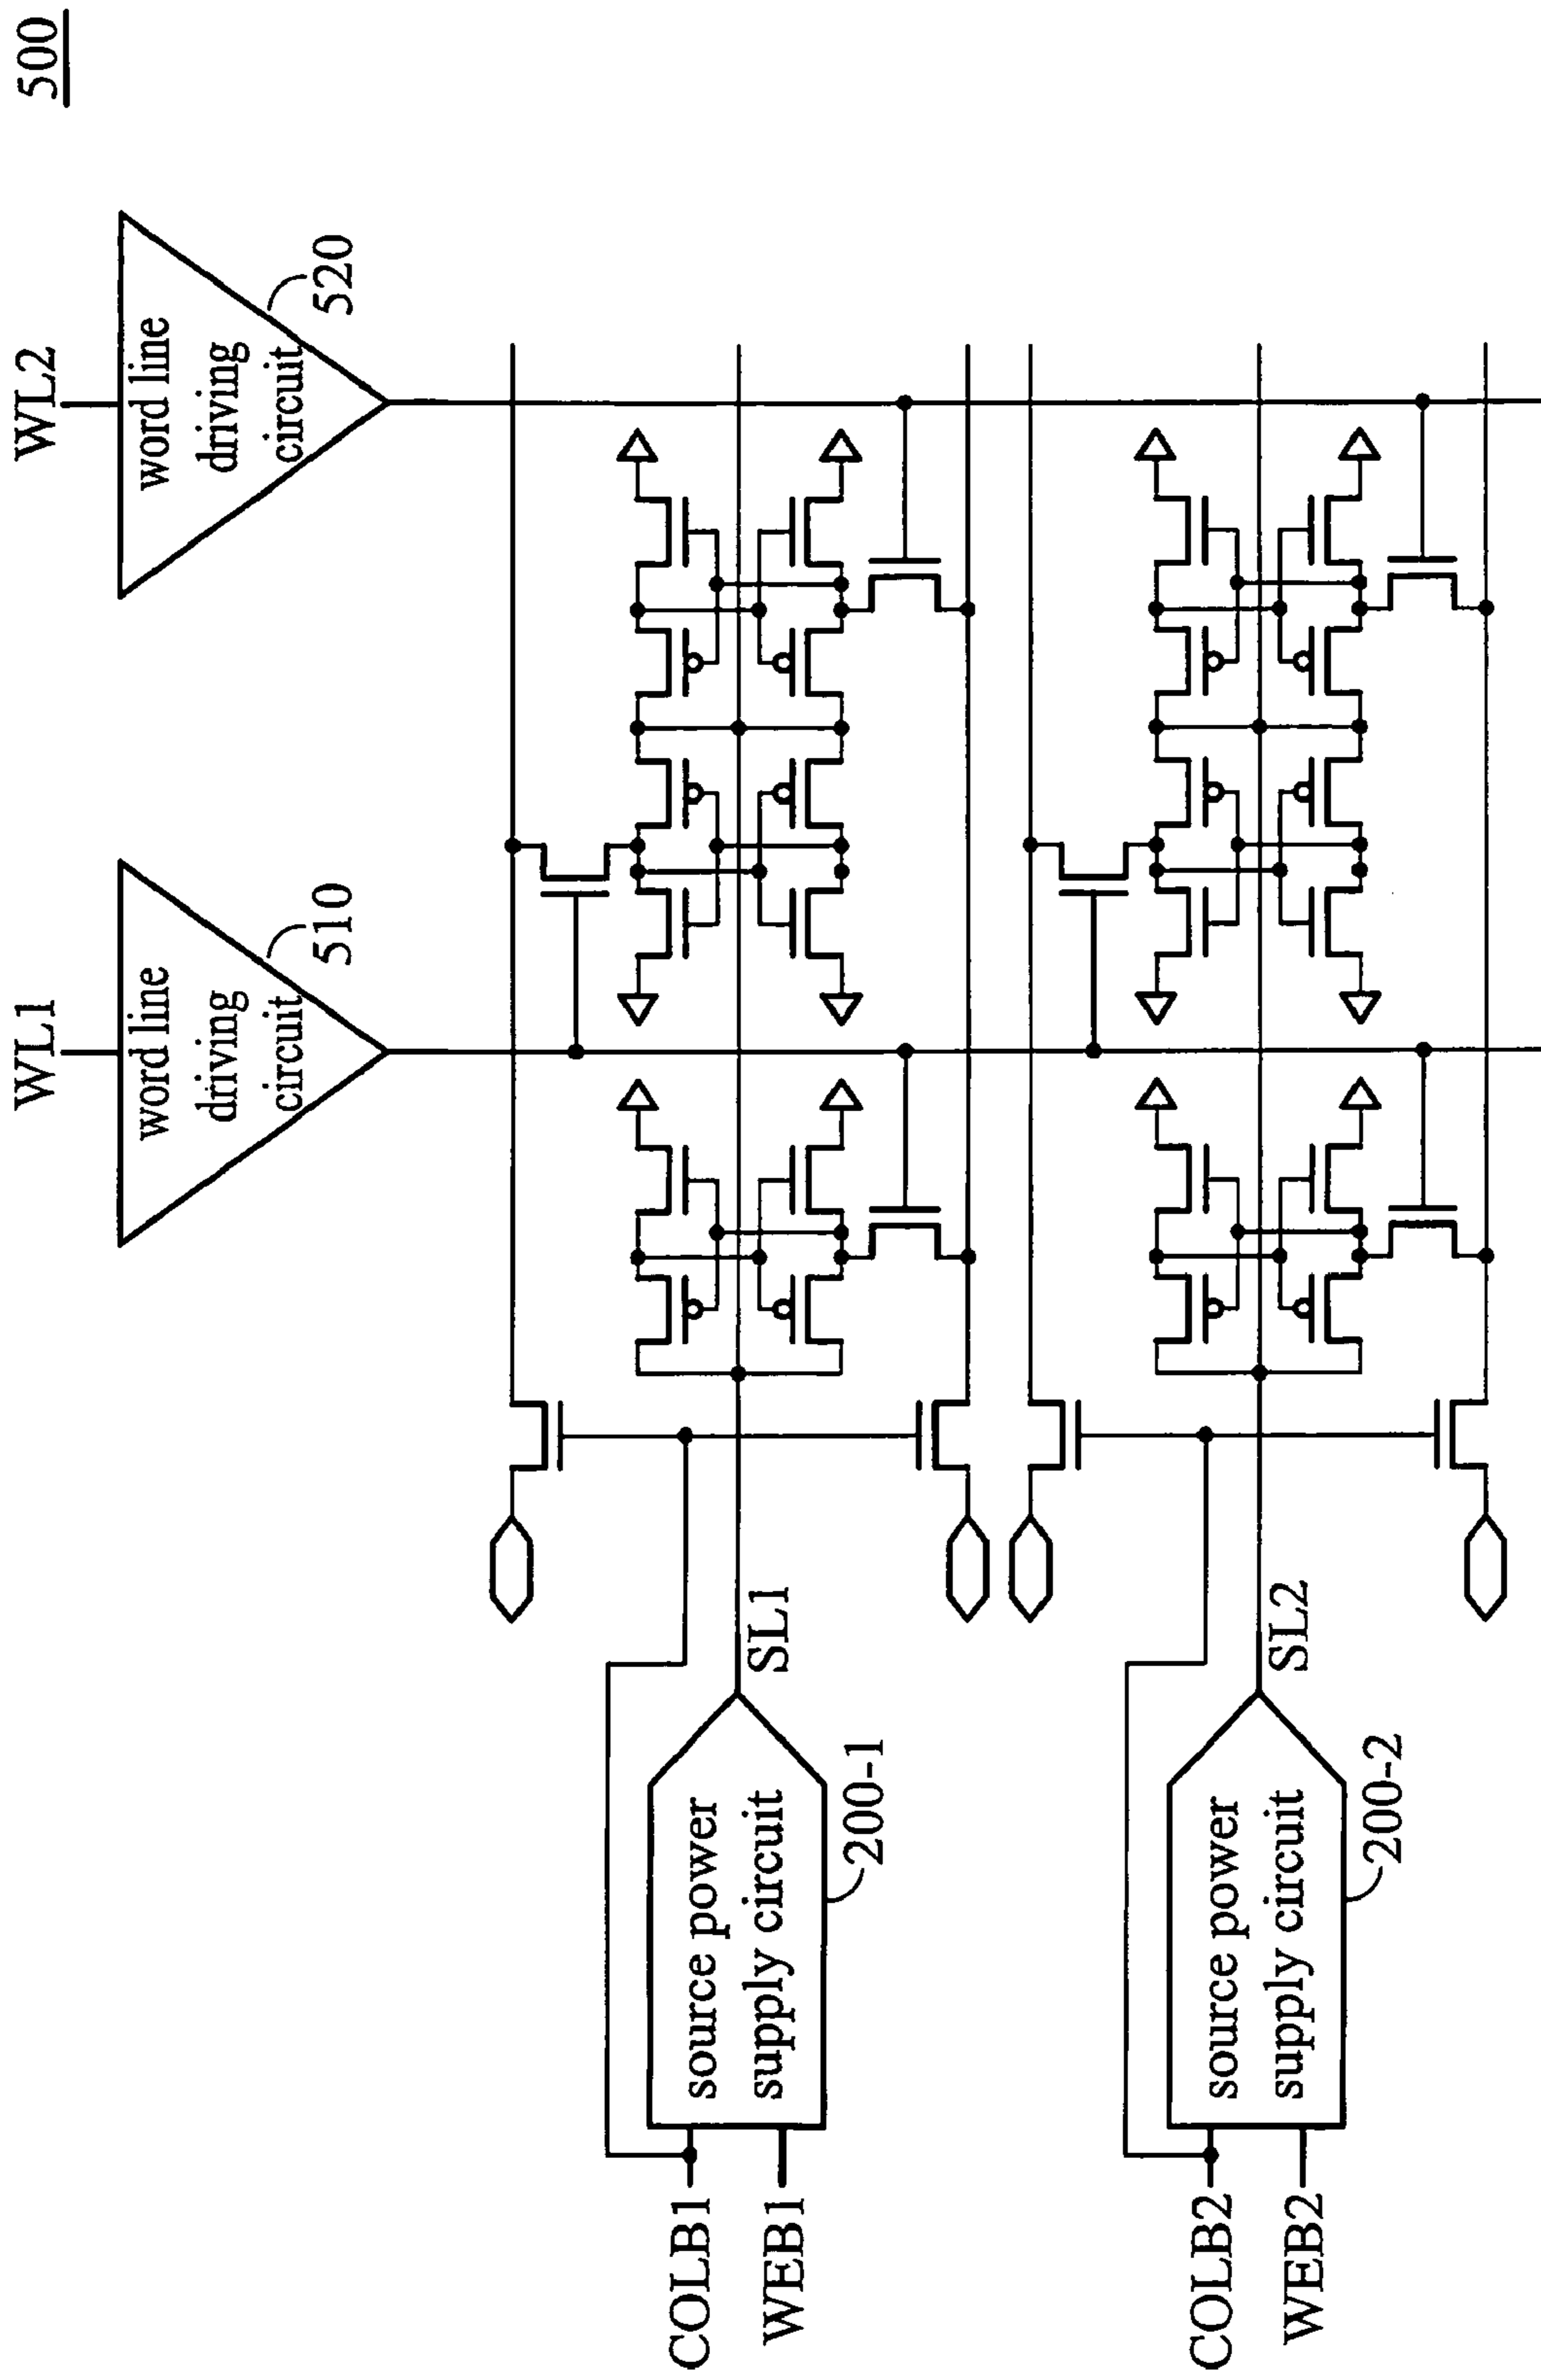 500
WL1
word line
driving
circuit
510
WL2
word line
driving
circuit
520
COLB1
WEB1
source power
supply circuit
200-1
SL1
COLB2
WEB2
source power
supply circuit
200-2
SL2